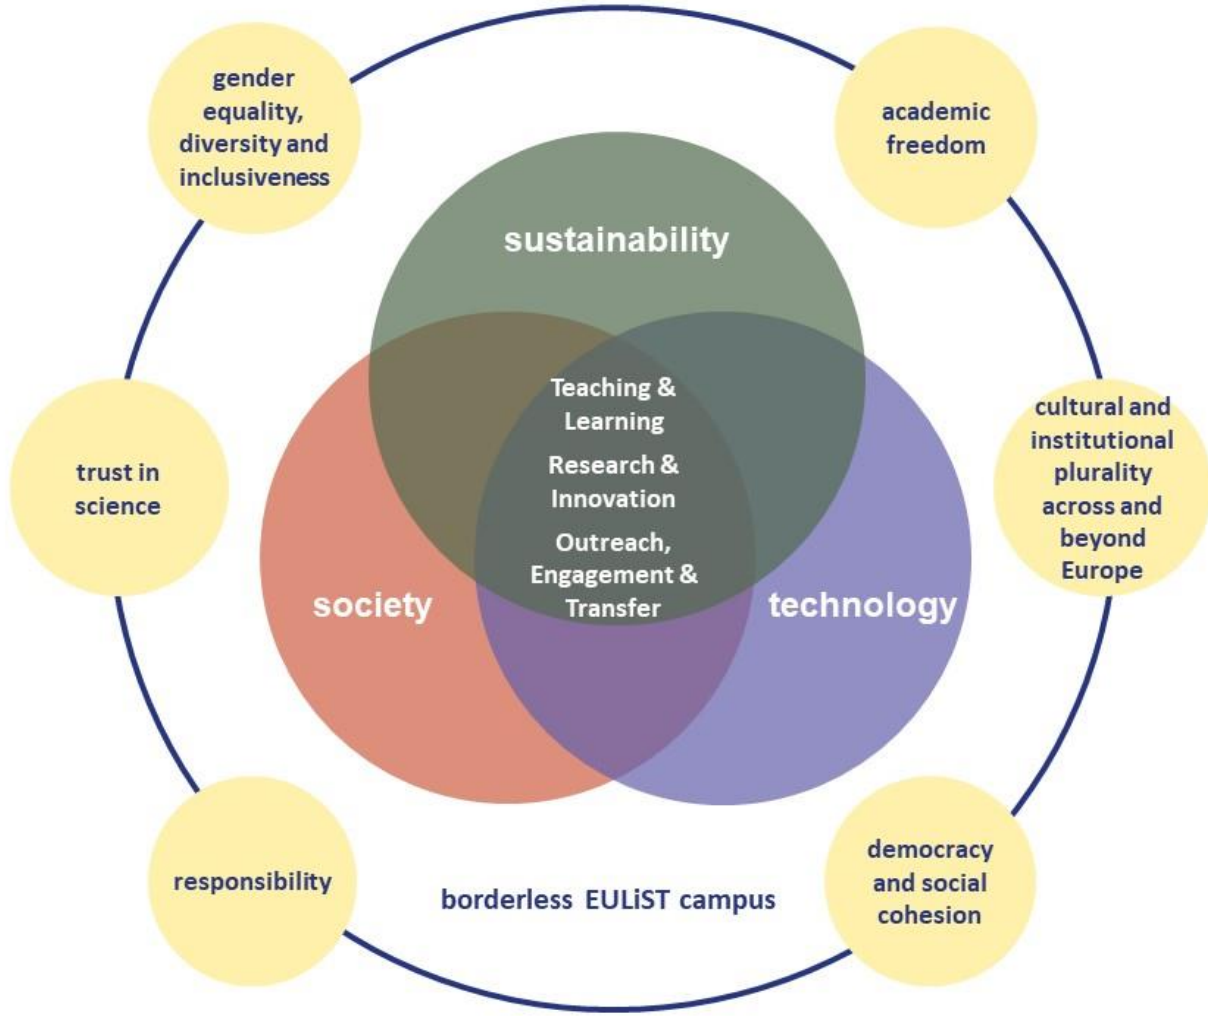 gender
equality,
diversity and
inclusiveness
academic
freedom
sustainability
Teaching &
Learning
Research &
Innovation
Outreach,
Engagement &
Transfer
society
technology
trust in
science
cultural and
institutional
plurality
across and
beyond
Europe
responsibility
borderless EULiST campus
democracy
and social
cohesion